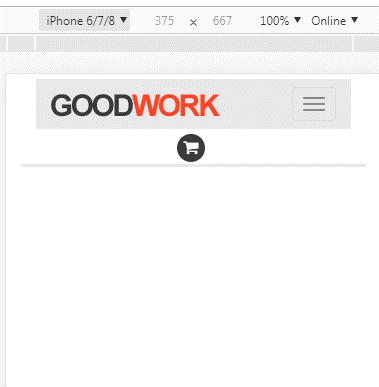 iPhone 6/7/8 ▼ 375 × 667 100% ▼ Online ▼
GOODWORK